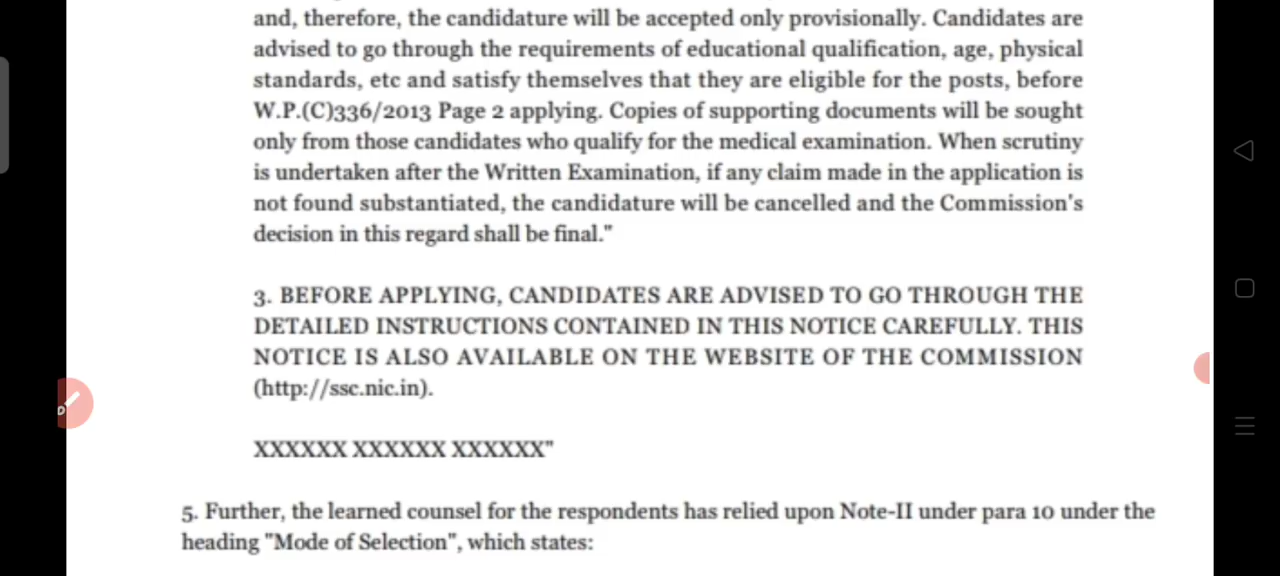 and, therefore, the candidature will be accepted only provisionally. Candidates are
advised to go through the requirements of educational qualification, age, physical
standards, etc and satisfy themselves that they are eligible for the posts, before
W.P.(C)336/2013 Page 2 applying. Copies of supporting documents will be sought
only from those candidates who qualify for the medical examination. When scrutiny
is undertaken after the Written Examination, if any claim made in the application is
not found substantiated, the candidature will be cancelled and the Commission's
decision in this regard shall be final."
3. BEFORE APPLYING, CANDIDATES ARE ADVISED TO GO THROUGH THE
DETAILED INSTRUCTIONS CONTAINED IN THIS NOTICE CAREFULLY. THIS
NOTICE IS ALSO AVAILABLE ON THE WEBSITE OF THE COMMISSION
(http://ssc.nic.in).
XXXXXX XXXXXX XXXXXX"
5. Further, the learned counsel for the respondents has relied upon Note-II under para 10 under the
heading "Mode of Selection", which states: